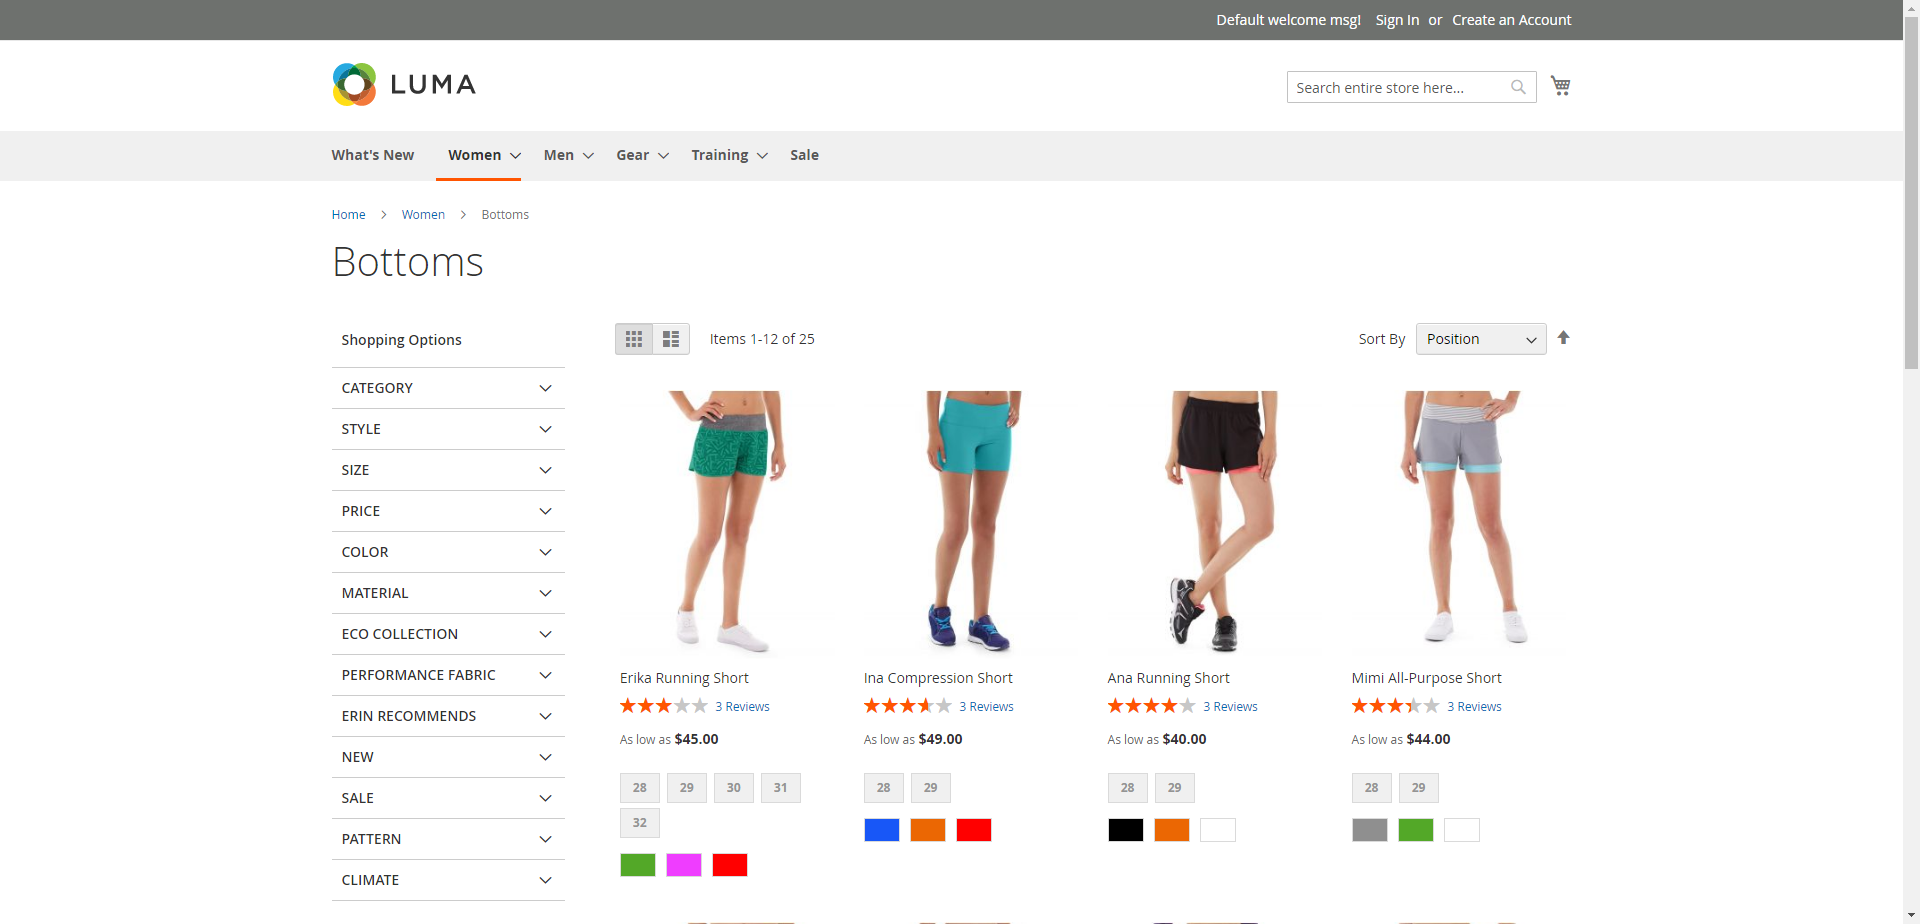 Default welcome msg! Sign In or Create an Account
LUMA
Search entire store here...
What's New Women Men Gear Training Sale
Home Women Bottoms
Bottoms
Shopping Options
CATEGORY
STYLE
SIZE
PRICE
COLOR
MATERIAL
ECO COLLECTION
PERFORMANCE FABRIC
ERIN RECOMMENDS
NEW
SALE
PATTERN
CLIMATE
Items 1-12 of 25
Sort By Position
Erika Running Short
3 Reviews
As low as $45.00
28 29 30 31
32
Ina Compression Short
3 Reviews
As low as $49.00
28 29
Ana Running Short
3 Reviews
As low as $40.00
28 29
Mimi All-Purpose Short
3 Reviews
As low as $44.00
28 29